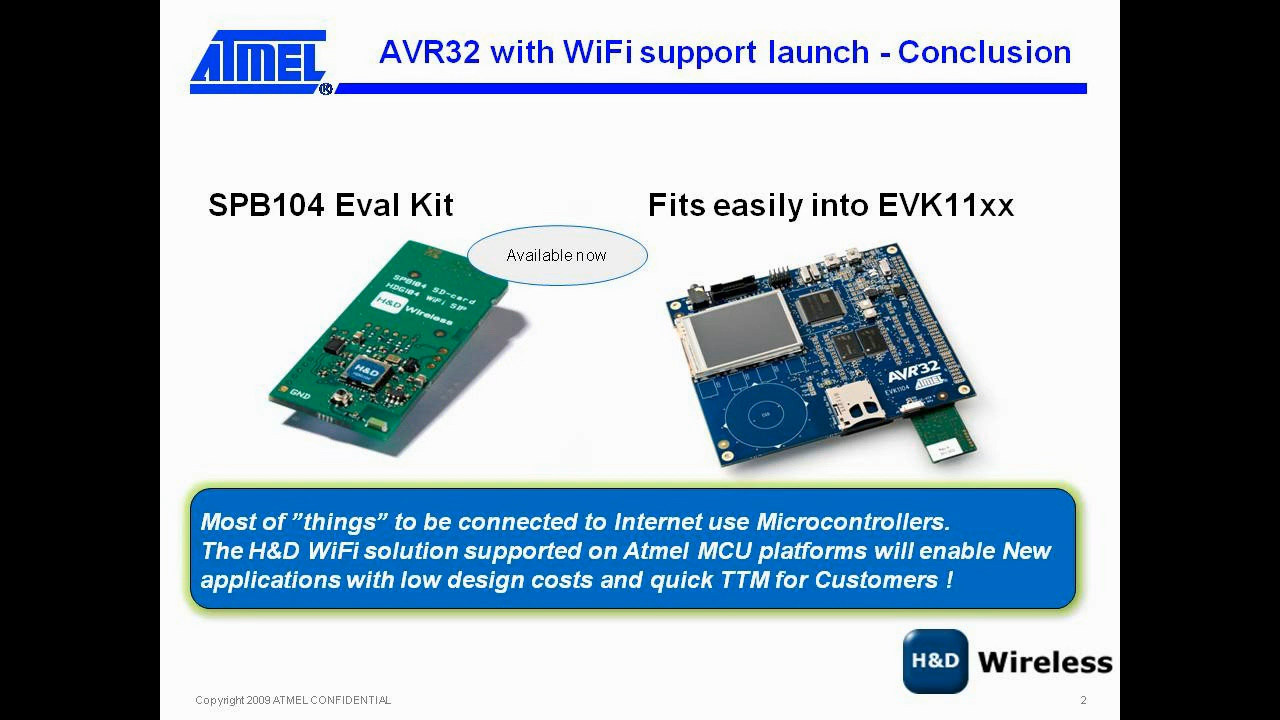 ATMEL
®
AVR32 with WiFi support launch - Conclusion
SPB104 Eval Kit
Fits easily into EVK11xx
Available now
SPB104 SD-card
HDG104 WiFi SIP
H&D Wireless
H&D
GND
AVR32
EVK1104
ATMEL
Most of ”things” to be connected to Internet use Microcontrollers.
The H&D WiFi solution supported on Atmel MCU platforms will enable New
applications with low design costs and quick TTM for Customers !
H&D Wireless
Copyright 2009 ATMEL CONFIDENTIAL
2